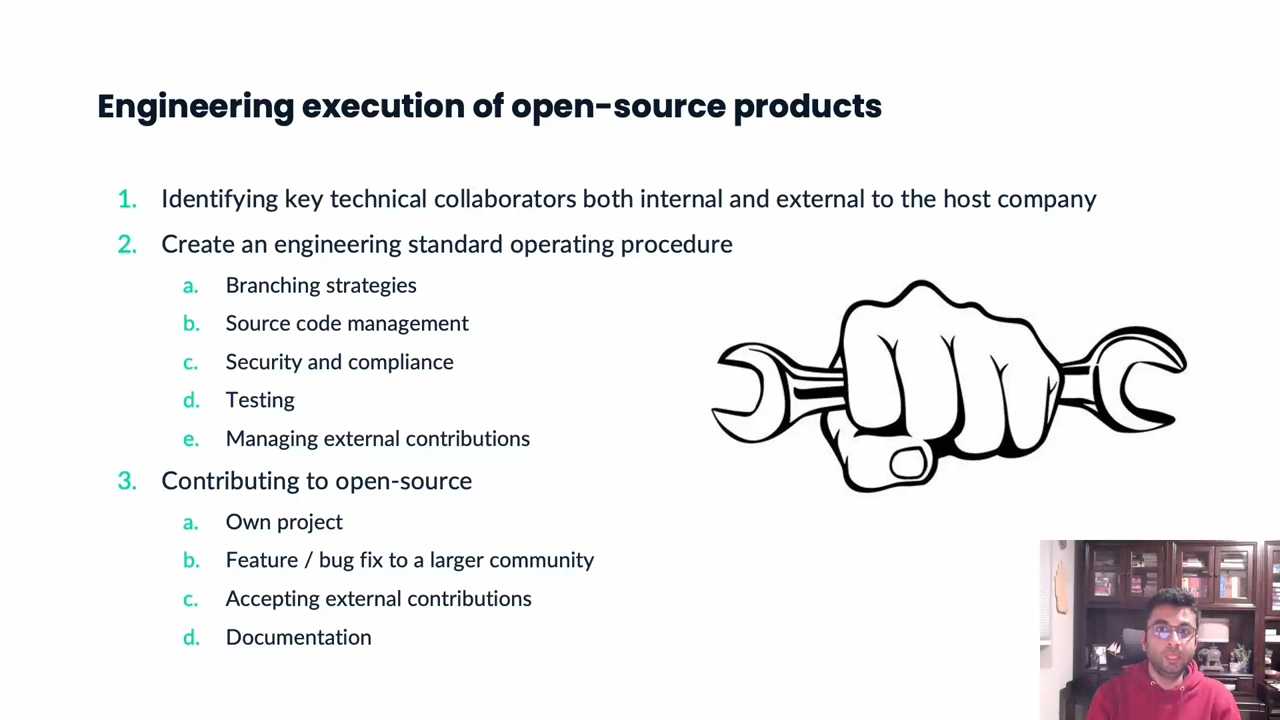 Engineering execution of open-source products
1. Identifying key technical collaborators both internal and external to the host company
2. Create an engineering standard operating procedure
a. Branching strategies
b. Source code management
c. Security and compliance
d. Testing
e. Managing external contributions
3. Contributing to open-source
a. Own project
b. Feature / bug fix to a larger community
c. Accepting external contributions
d. Documentation